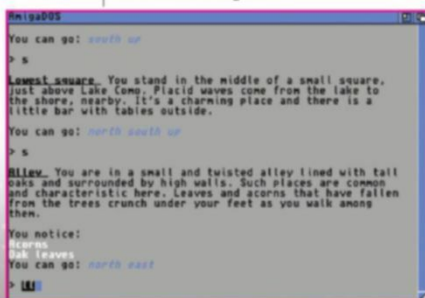 AmigaDOS
You can go: south up
> s
Lowest square You stand in the middle of a small square,
just above Lake Como. Placid waves come from the lake to
the shore, nearby. It's a charming place and there is a
little bar with tables outside.
You can go: north south up
> s
Alley You are in a small and twisted alley lined with tall
oaks and surrounded by high walls. Such places are common
and characteristic here. Leaves and acorns that have fallen
from the trees crunch under your feet as you walk among
them.
You notice:
Acorns
Oak leaves
You can go: north east
>